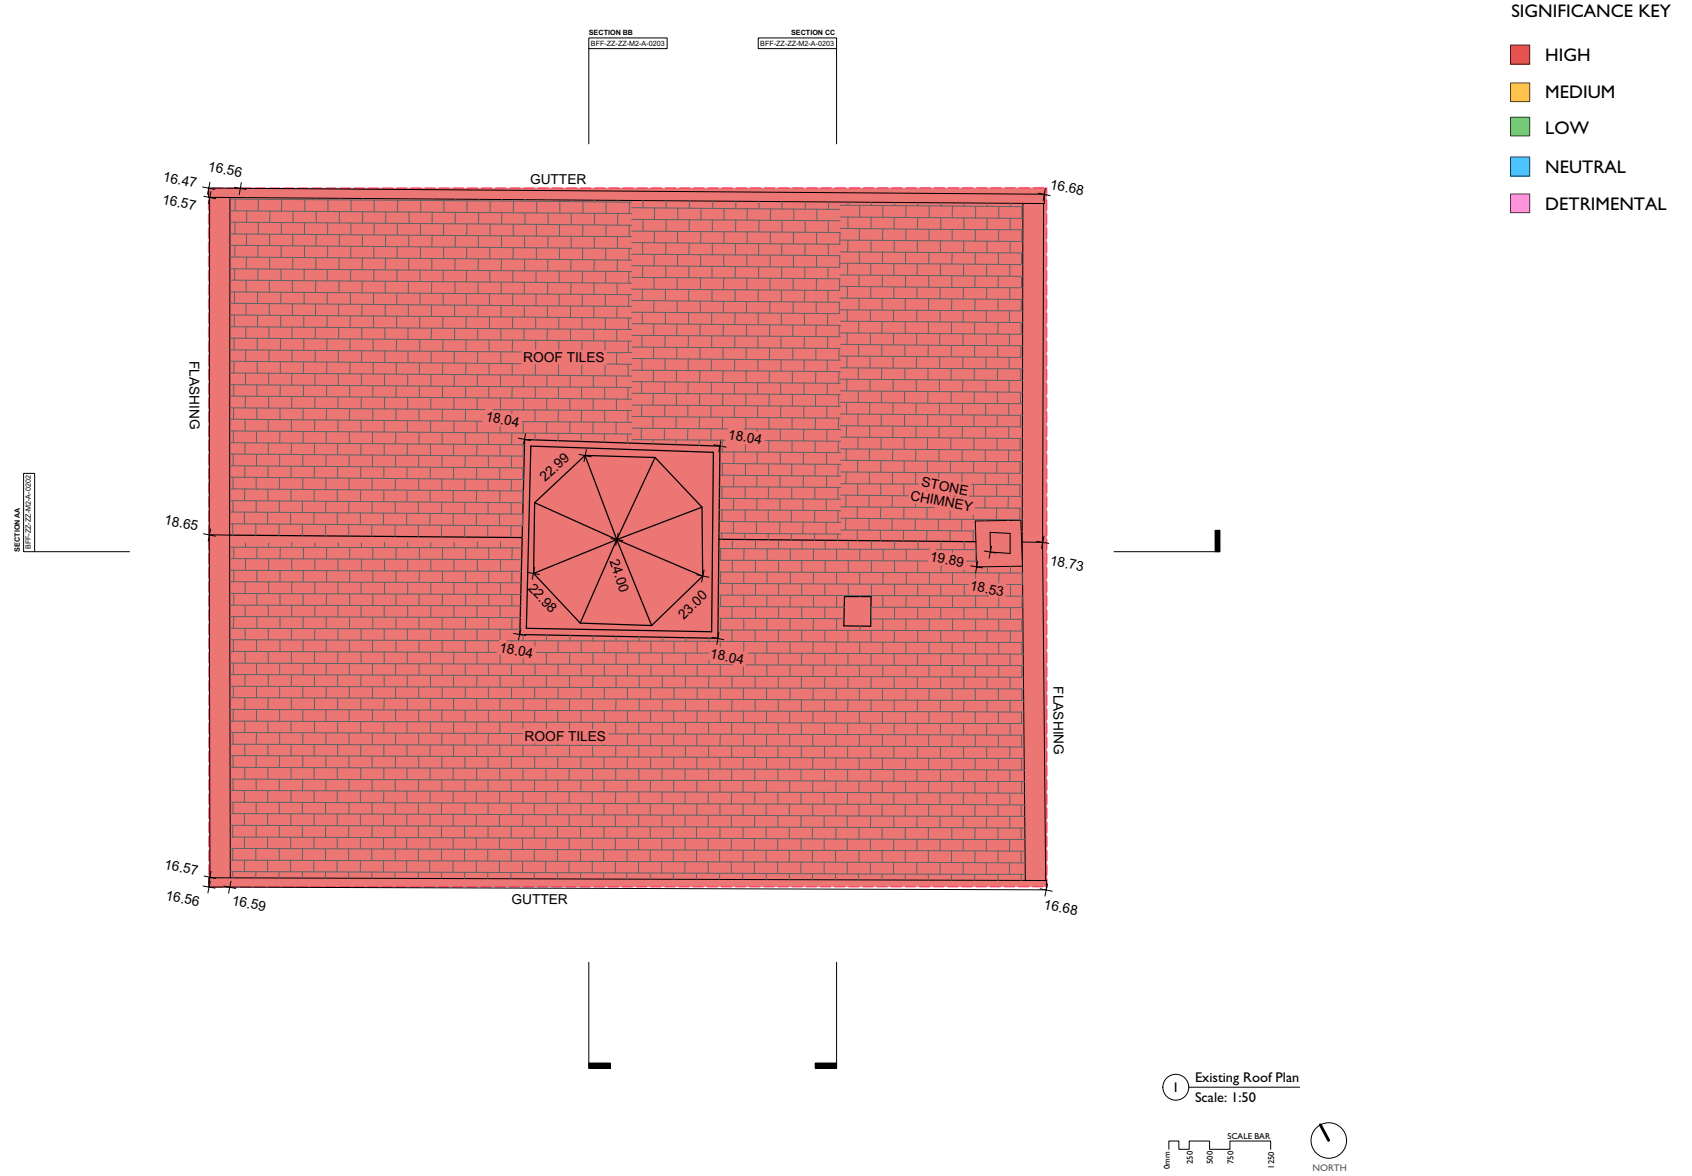 SIGNIFICANCE KEY
HIGH
MEDIUM
LOW
NEUTRAL
DETRIMENTAL
SECTION BB
BFF-ZZ-ZZ-M2-A-0203
SECTION CC
BFF-ZZ-ZZ-M2-A-0203
16.47
16.56
16.57
GUTTER
16.68
FLASHING
ROOF TILES
18.04
18.04
22.99
STONE
CHIMNEY
SECTION AA
BFF-ZZ-ZZ-M2-A-0202
18.65
19.89
18.73
18.53
24.00
22.98
23.00
18.04
18.04
FLASHING
ROOF TILES
16.57
16.56
16.59
GUTTER
16.68
1
Existing Roof Plan
Scale: 1:50
SCALE BAR
0mm
250
500
750
1250
NORTH